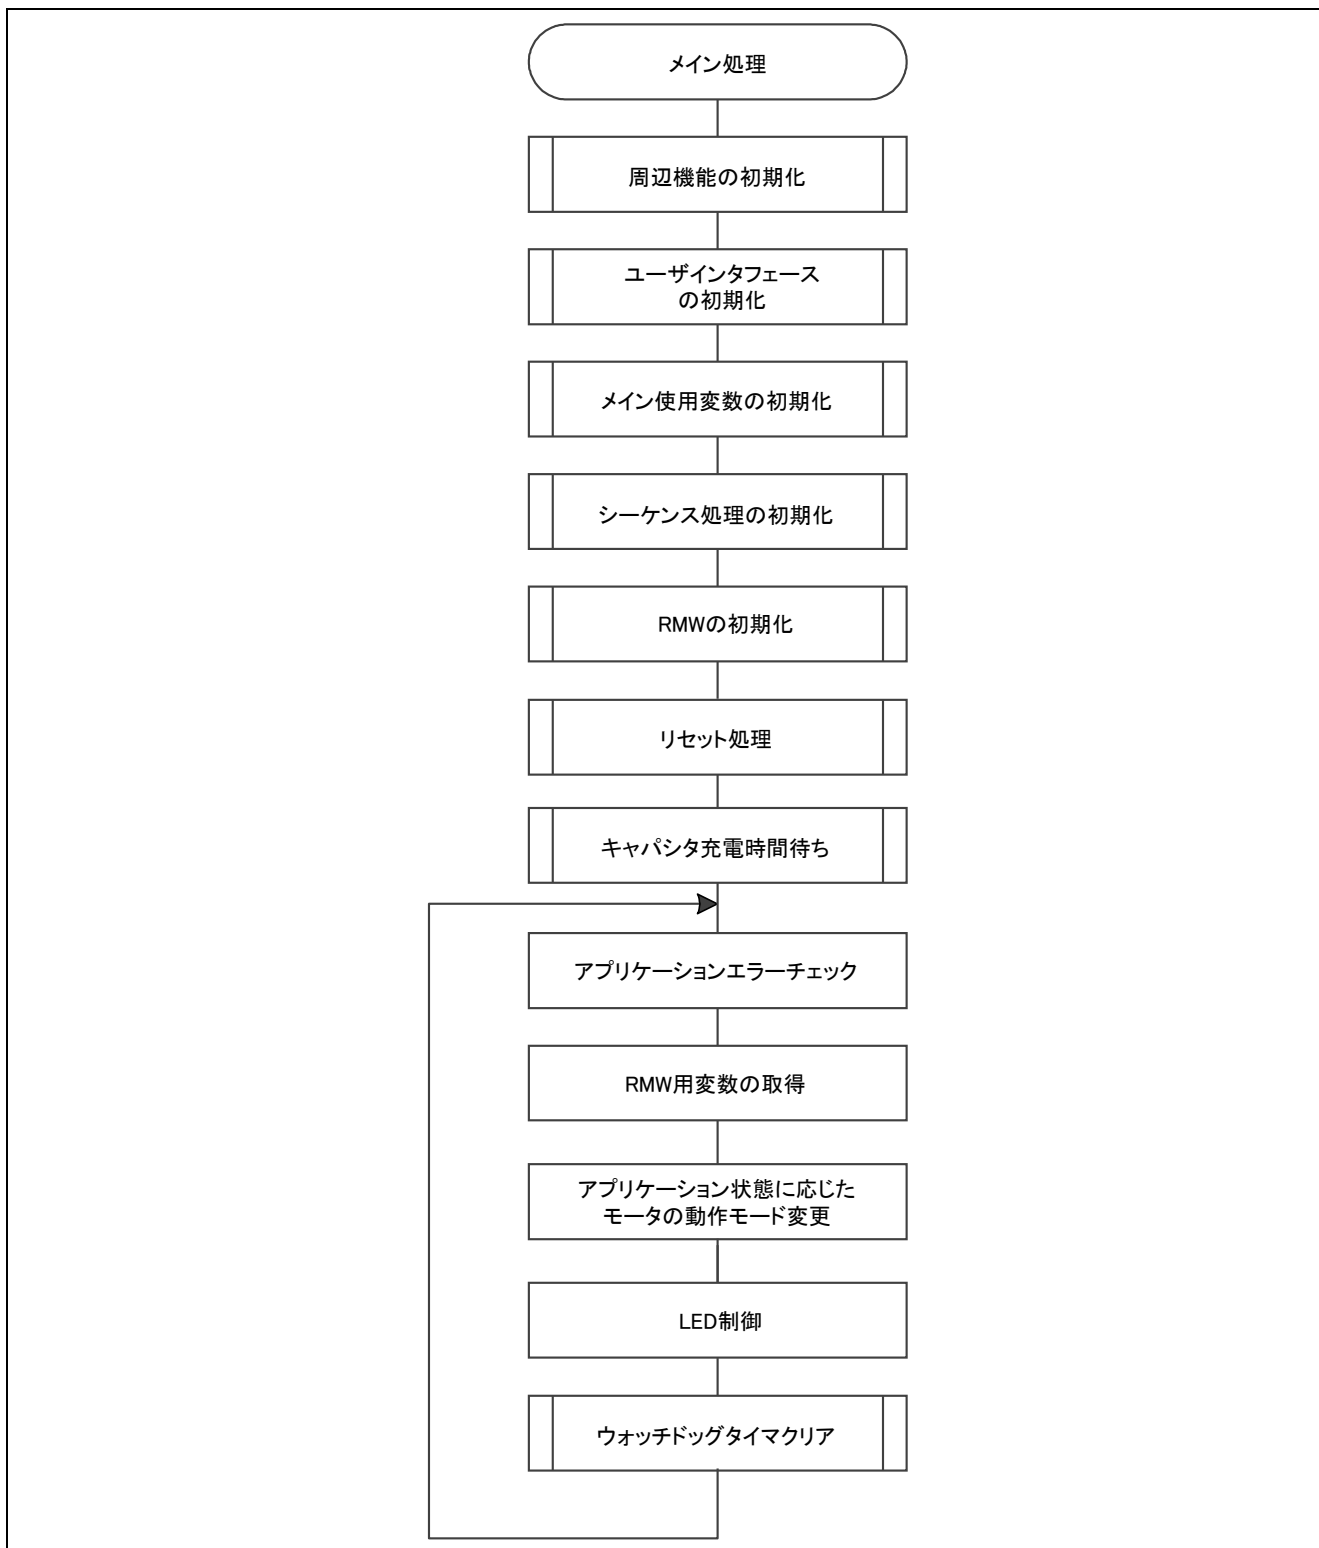 メイン処理
周辺機能の初期化
ユーザインタフェース
の初期化
メイン使用変数の初期化
シーケンス処理の初期化
RMWの初期化
リセット処理
キャパシタ充電時間待ち
アプリケーションエラーチェック
RMW用変数の取得
アプリケーション状態に応じた
モータの動作モード変更
LED制御
ウォッチドッグタイマクリア